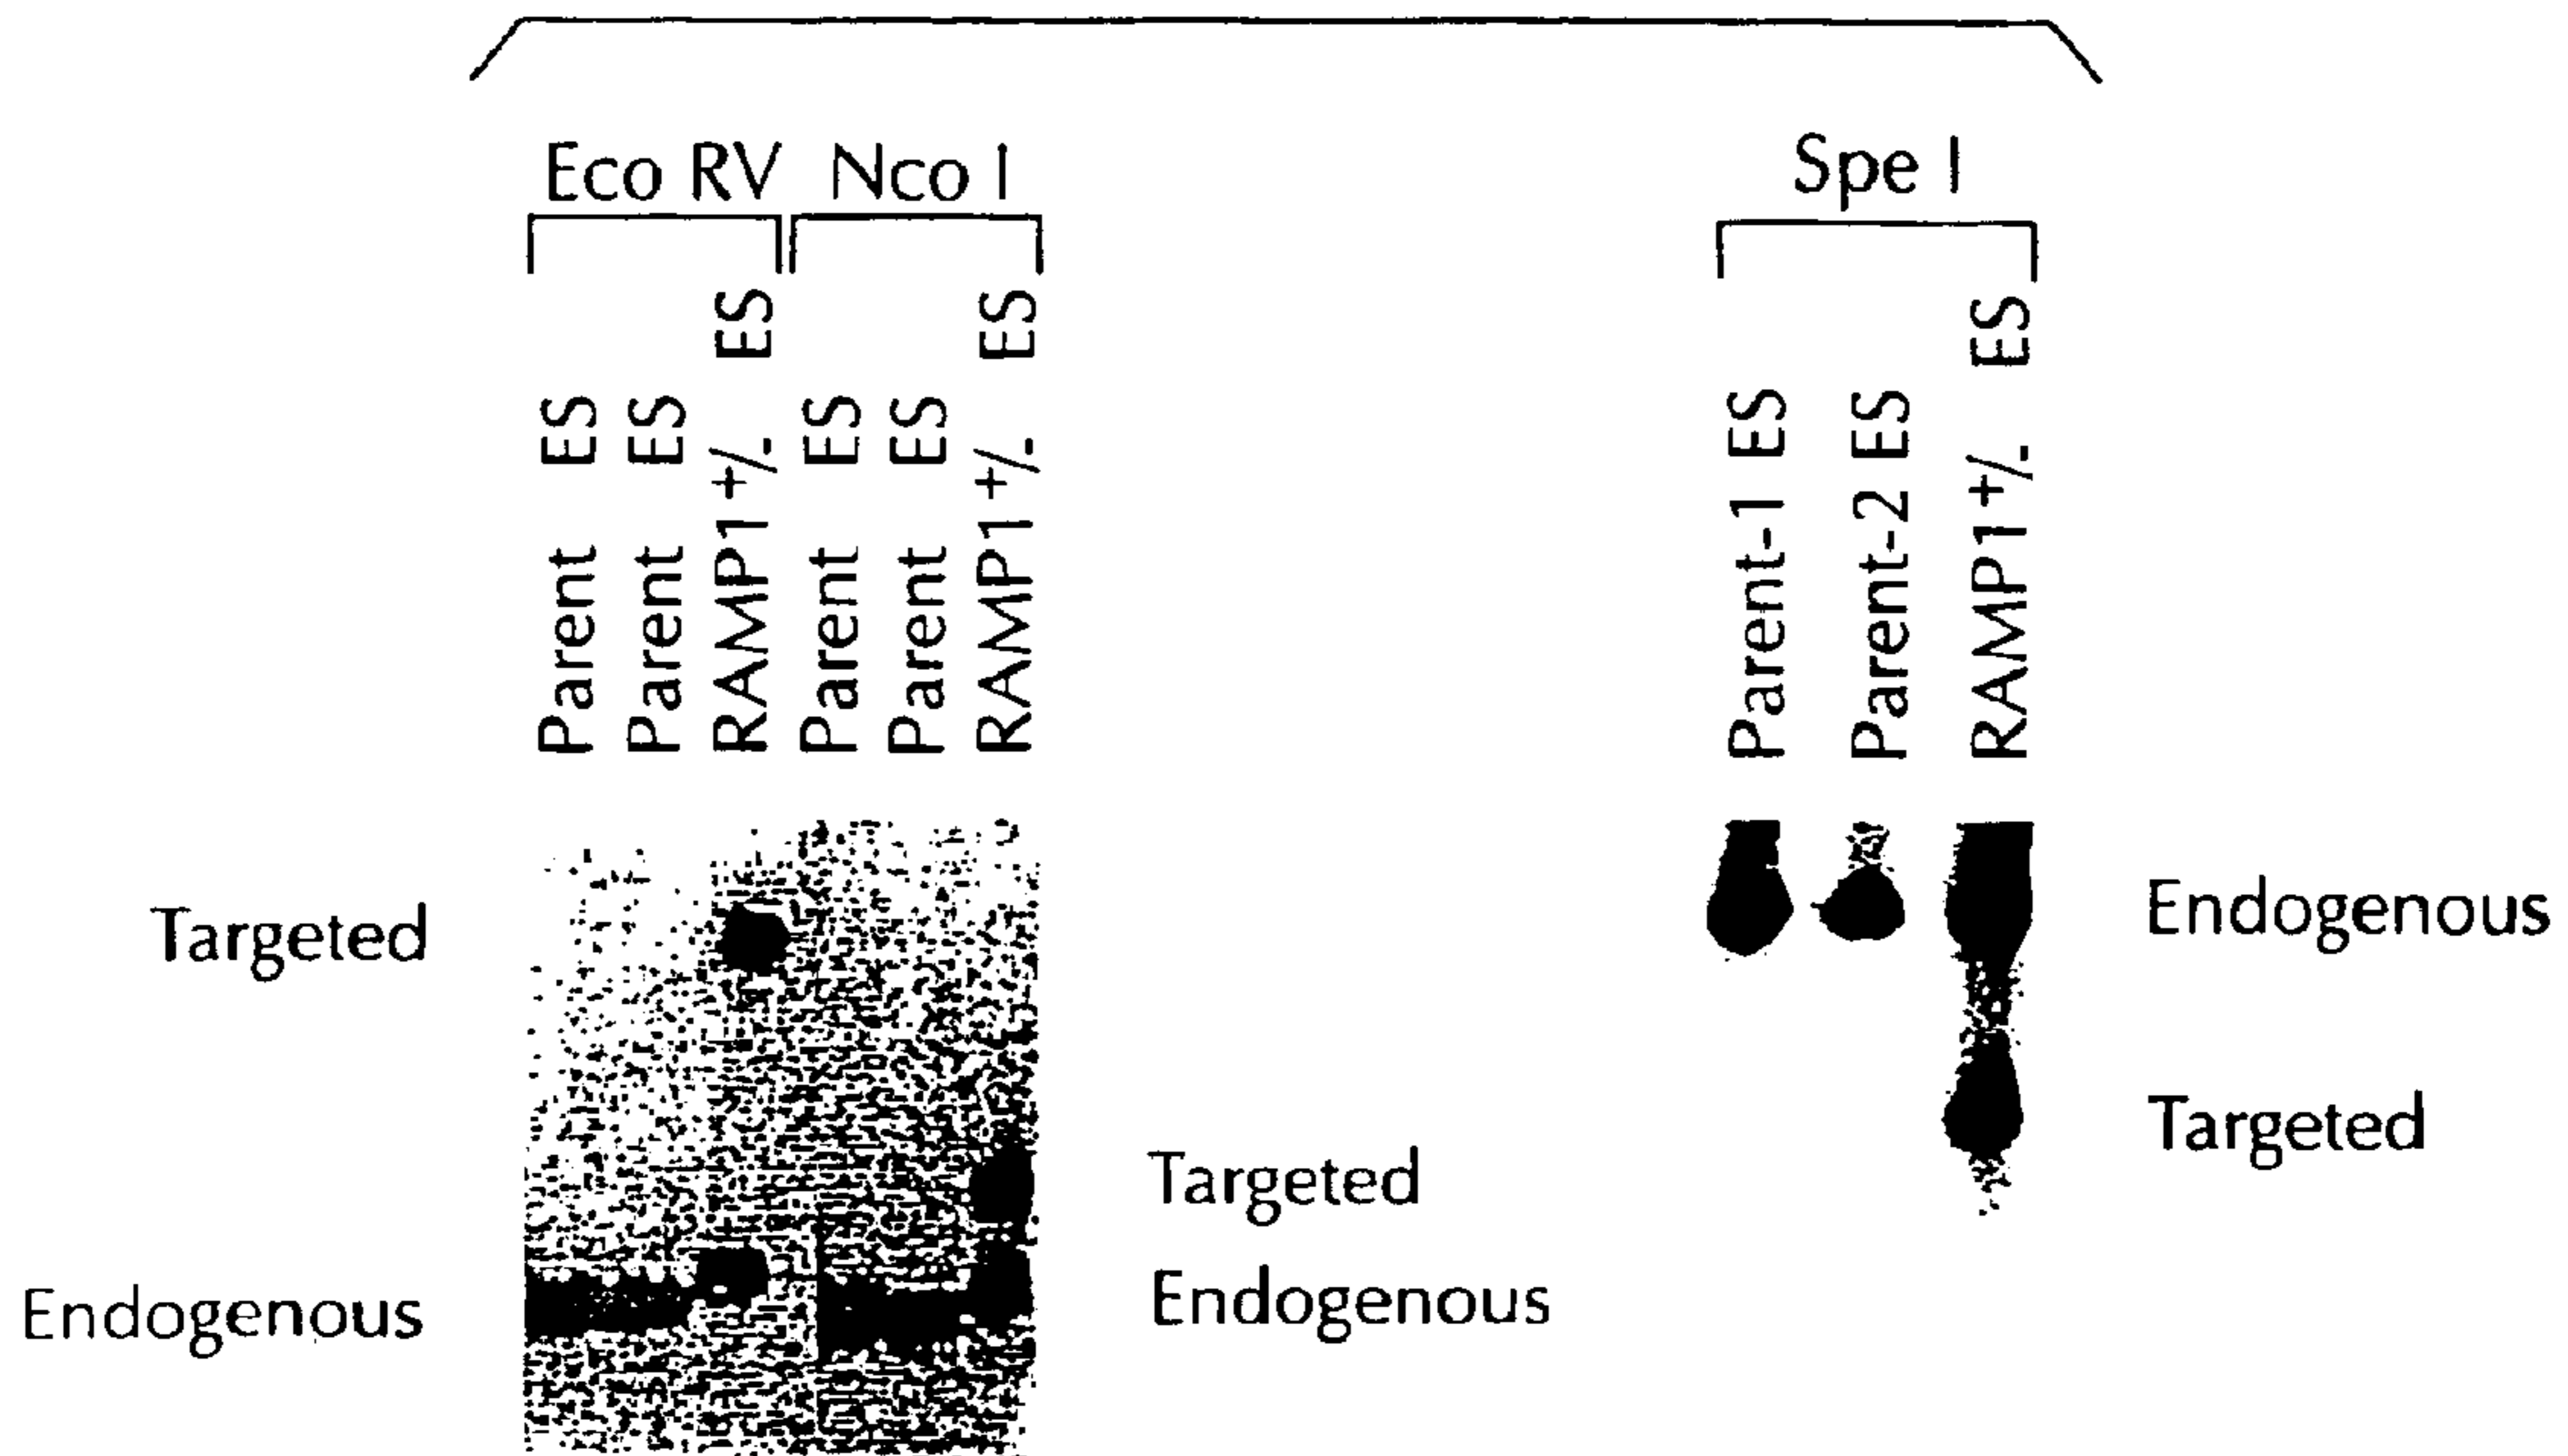 Eco RV
Nco I
Spe I
Parent ES
Parent ES
RAMP1+/- ES
Parent ES
Parent ES
RAMP1+/- ES
Parent-1 ES
Parent-2 ES
RAMP1+/- ES
Targeted
Endogenous
Targeted
Endogenous
Endogenous
Targeted